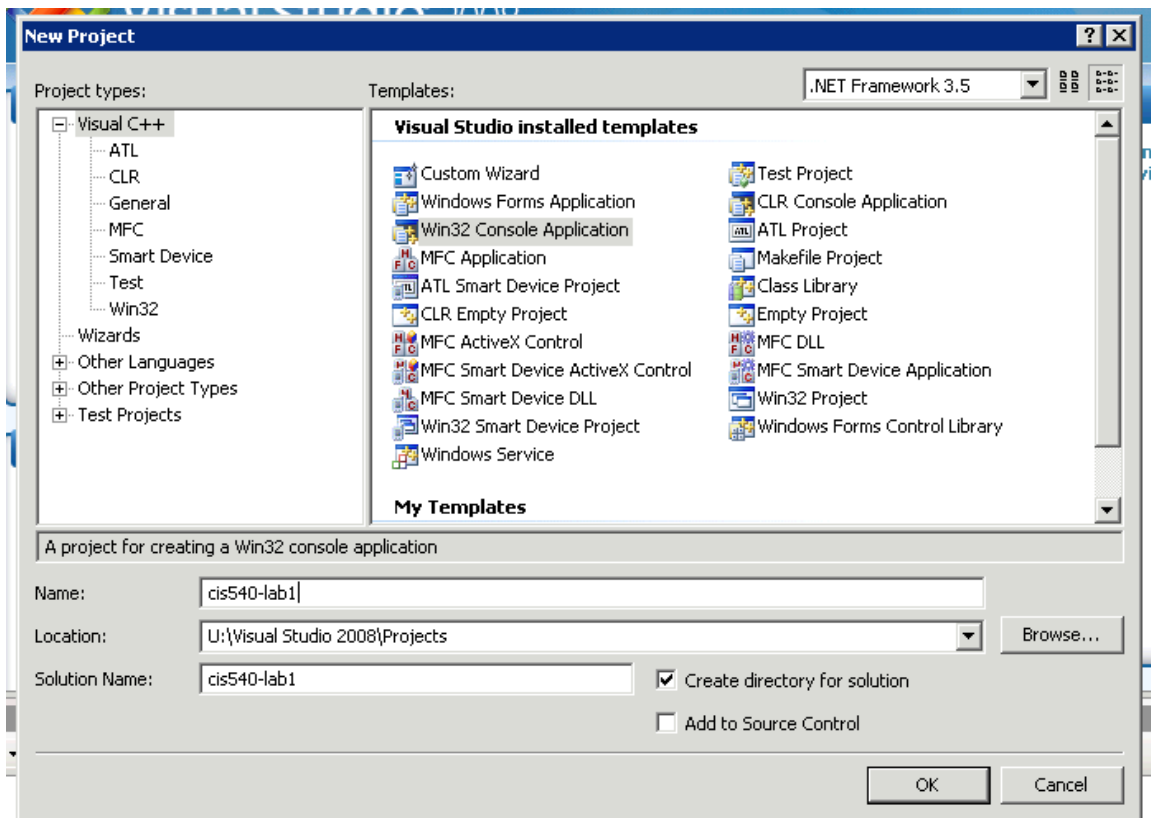 Visual Studio 2008
New Project
Project types:
Templates:
.NET Framework 3.5
Visual C++
ATL
CLR
General
MFC
Smart Device
Test
Win32
Wizards
Other Languages
Other Project Types
Test Projects
Visual Studio installed templates
Custom Wizard
Test Project
Windows Forms Application
CLR Console Application
Win32 Console Application
ATL Project
MFC Application
Makefile Project
ATL Smart Device Project
Class Library
CLR Empty Project
Empty Project
MFC ActiveX Control
MFC DLL
MFC Smart Device ActiveX Control
MFC Smart Device Application
MFC Smart Device DLL
Win32 Project
Win32 Smart Device Project
Windows Forms Control Library
Windows Service
My Templates
A project for creating a Win32 console application
Name:
cis540-lab1
Location:
U:\Visual Studio 2008\Projects
Browse...
Solution Name:
cis540-lab1
Create directory for solution
Add to Source Control
OK
Cancel